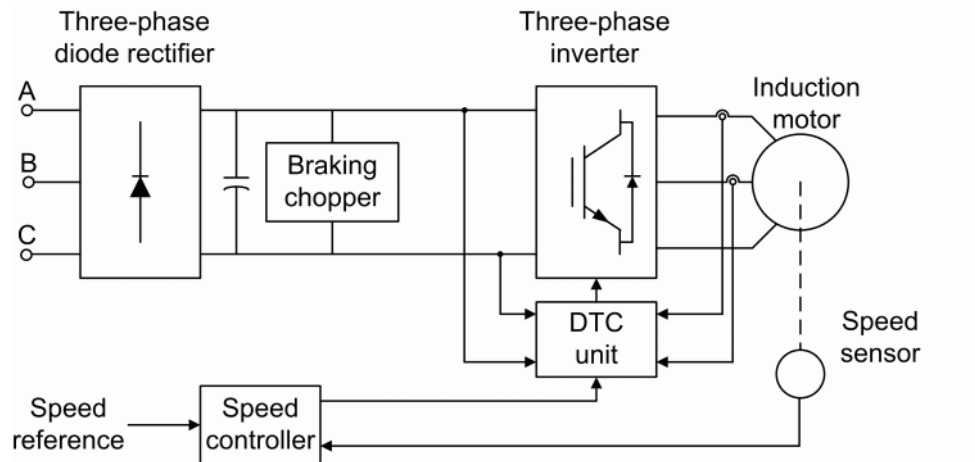 Three-phase
diode rectifier
Three-phase
inverter
A
B
C
Braking
chopper
Induction
motor
DTC
unit
Speed
sensor
Speed
reference
Speed
controller